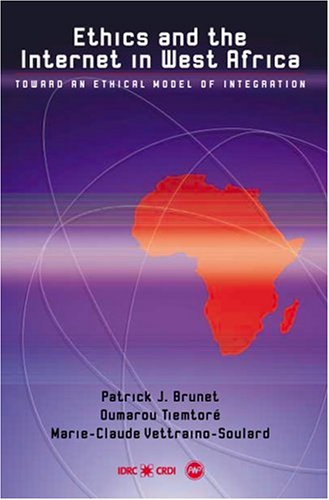 Ethics and the
Internet in West Africa
TOWARD AN ETHICAL MODEL OF INTEGRATION
Patrick J. Brunet
Oumarou Tiemtoré
Marie-Claude Vettraino-Soulard
IDRC CRDI